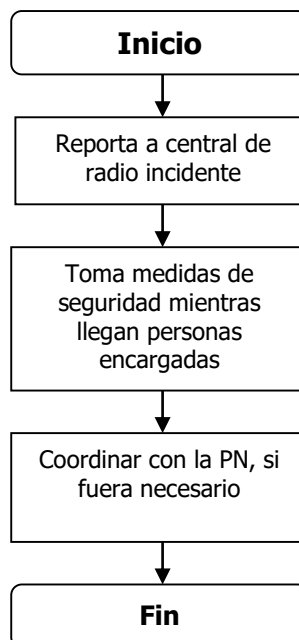 Inicio
Reporta a central de
radio incidente
Toma medidas de
seguridad mientras
llegan personas
encargadas
Coordinar con la PN, si
fuera necesario
Fin